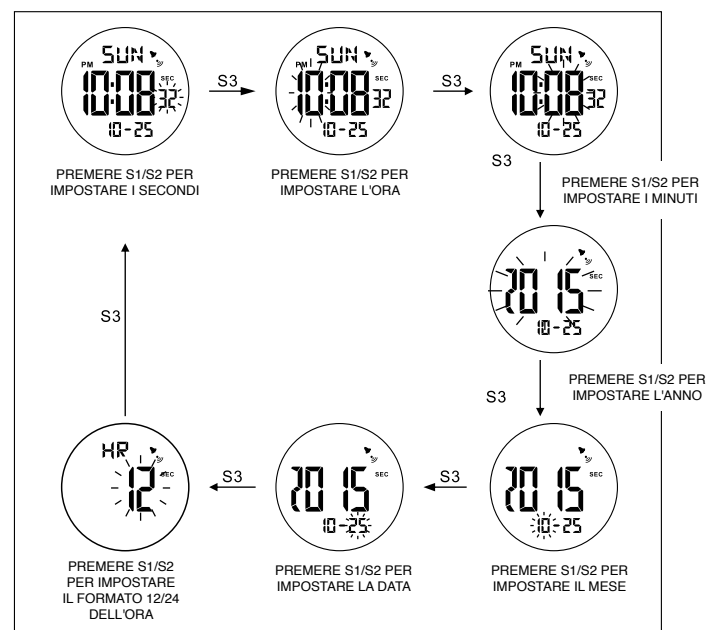 SUN
PM
10:08
SEC
32
10-25
PREMERE S1/S2 PER
IMPOSTARE I SECONDI
S3
SUN
PM
10:08
SEC
32
10-25
PREMERE S1/S2 PER
IMPOSTARE L'ORA
S3
SUN
PM
10:08
SEC
32
10-25
S3
PREMERE S1/S2 PER
IMPOSTARE I MINUTI
2015
SEC
10-25
S3
PREMERE S1/S2 PER
IMPOSTARE L'ANNO
2015
SEC
10-25
PREMERE S1/S2 PER
IMPOSTARE IL MESE
S3
2015
SEC
10-25
PREMERE S1/S2 PER
IMPOSTARE LA DATA
S3
HR
12
SEC
PREMERE S1/S2
PER IMPOSTARE
IL FORMATO 12/24
DELL'ORA
S3